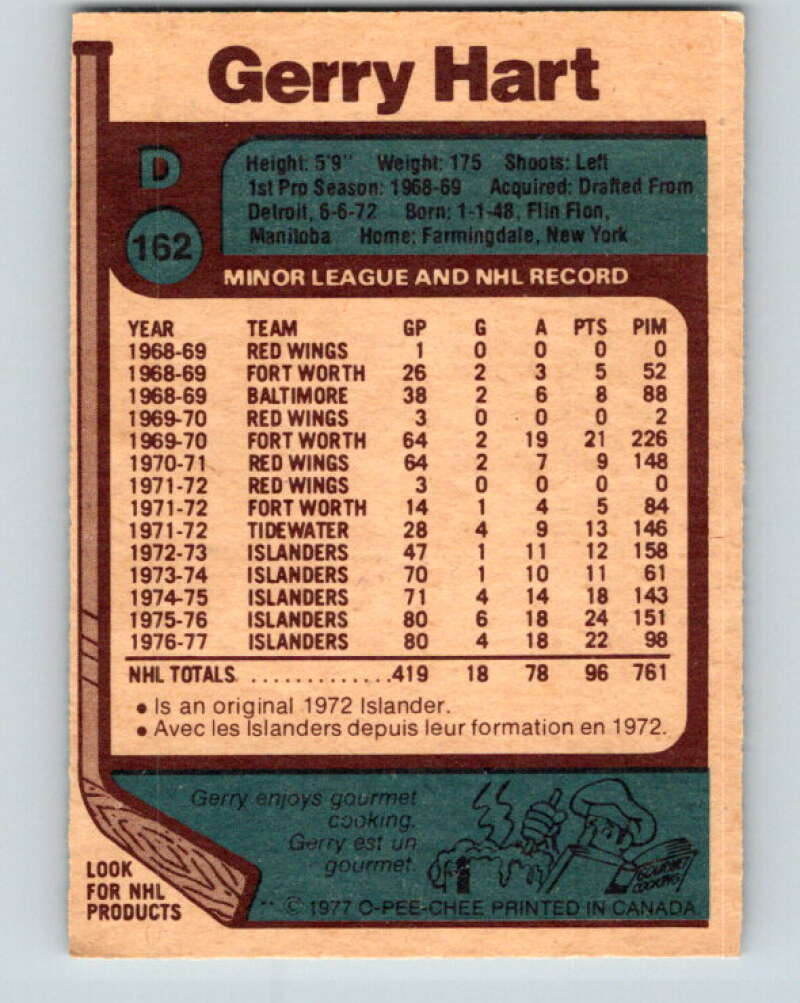 Gerry Hart
D
162
Height: 5'9" Weight: 175 Shoots: Left
1st Pro Season: 1968-69 Acquired: Drafted From
Detroit, 6-6-72 Born: 1-1-48, Flin Flon,
Manitoba Home: Farmingdale, New York
MINOR LEAGUE AND NHL RECORD
YEAR TEAM GP G A PTS PIM
1968-69 RED WINGS 1 0 0 0 0
1968-69 FORT WORTH 26 2 3 5 52
1968-69 BALTIMORE 38 2 6 8 88
1969-70 RED WINGS 3 0 0 0 2
1969-70 FORT WORTH 64 2 19 21 226
1970-71 RED WINGS 64 2 7 9 148
1971-72 RED WINGS 3 0 0 0 0
1971-72 FORT WORTH 14 1 4 5 84
1971-72 TIDEWATER 28 4 9 13 146
1972-73 ISLANDERS 47 1 11 12 158
1973-74 ISLANDERS 70 1 10 11 61
1974-75 ISLANDERS 71 4 14 18 143
1975-76 ISLANDERS 80 6 18 24 151
1976-77 ISLANDERS 80 4 18 22 98
NHL TOTALS .............419 18 78 96 761
• Is an original 1972 Islander.
• Avec les Islanders depuis leur formation en 1972.
Gerry enjoys gourmet
cooking.
Gerry est un
gourmet
GOURMET
COOKING
LOOK
FOR NHL
PRODUCTS
** © 1977 O-PEE-CHEE PRINTED IN CANADA